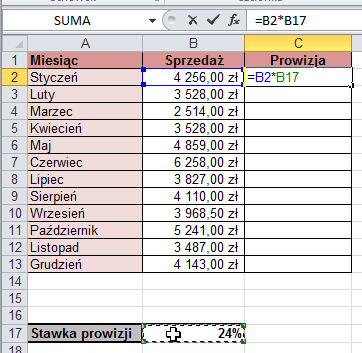 SUMA =B2*B17
A B C
1 Miesiąc Sprzedaż Prowizja
2 Styczeń 4 256,00 zł =B2*B17
3 Luty 3 528,00 zł
4 Marzec 2 514,00 zł
5 Kwiecień 3 528,00 zł
6 Maj 4 859,00 zł
7 Czerwiec 6 258,00 zł
8 Lipiec 3 827,00 zł
9 Sierpień 4 110,00 zł
10 Wrzesień 3 968,50 zł
11 Październik 5 241,00 zł
12 Listopad 3 487,00 zł
13 Grudzień 4 143,00 zł
14
15
16
17 Stawka prowizji 24%
18